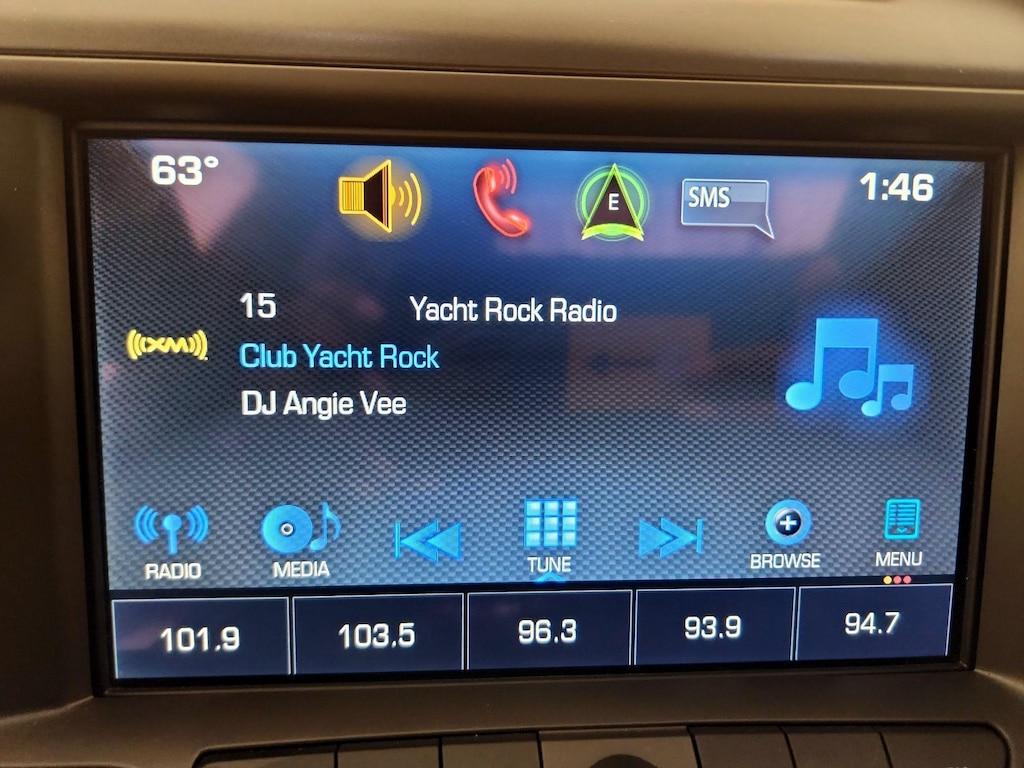 63°
E
SMS
1:46
15
Yacht Rock Radio
((XM))
Club Yacht Rock
DJ Angie Vee
RADIO
MEDIA
TUNE
BROWSE
MENU
101.9
103.5
96.3
93.9
94.7